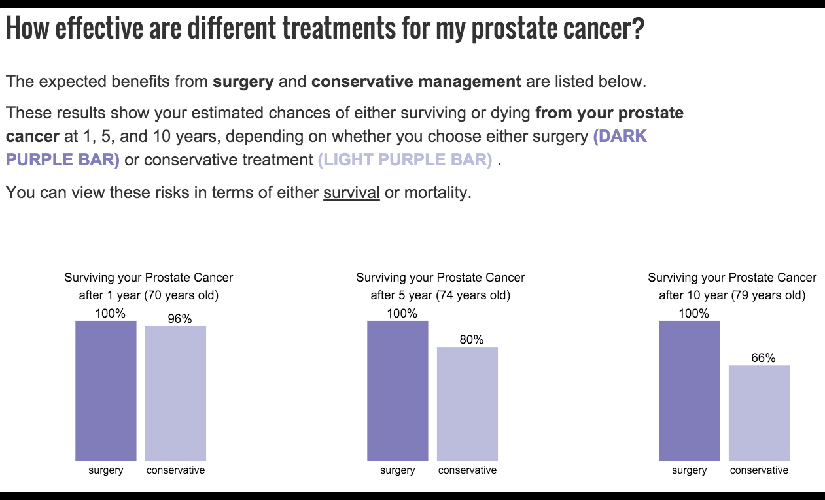 How effective are different treatments for my prostate cancer?
The expected benefits from surgery and conservative management are listed below.
These results show your estimated chances of either surviving or dying from your prostate
cancer at 1, 5, and 10 years, depending on whether you choose either surgery (DARK
PURPLE BAR) or conservative treatment (LIGHT PURPLE BAR) .
You can view these risks in terms of either survival or mortality.
Surviving your Prostate Cancer
after 1 year (70 years old)
100%
96%
surgery
conservative
Surviving your Prostate Cancer
after 5 year (74 years old)
100%
80%
surgery
conservative
Surviving your Prostate Cancer
after 10 year (79 years old)
100%
66%
surgery
conservative